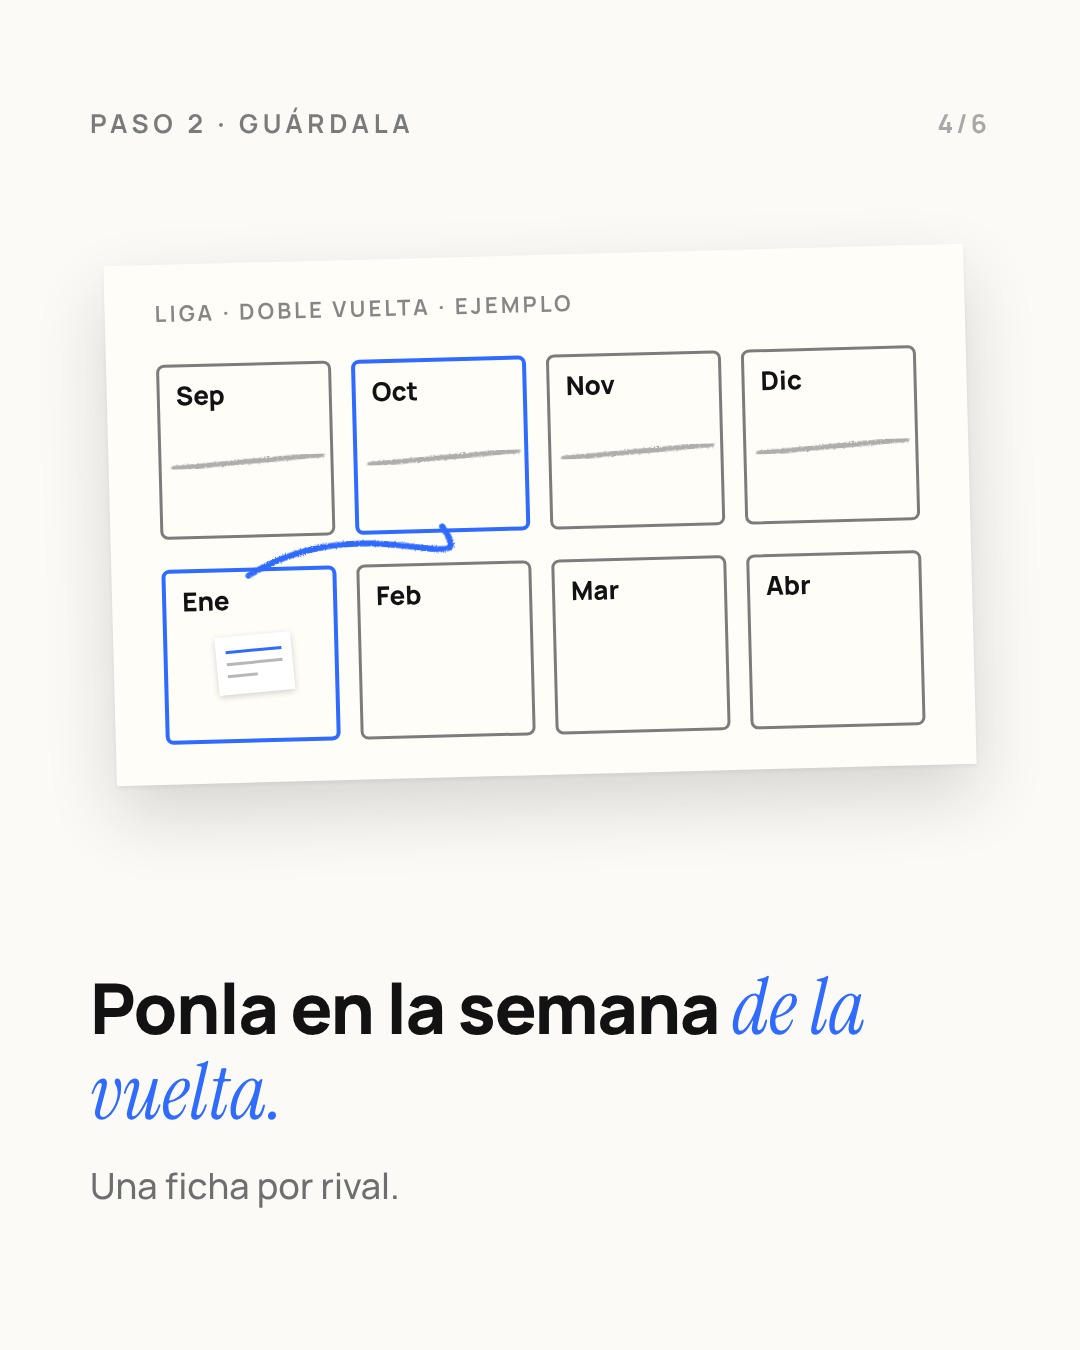 PASO 2 · GUÁRDALA
4/6
LIGA · DOBLE VUELTA · EJEMPLO
Sep
Oct
Nov
Dic
Ene
Feb
Mar
Abr
Ponla en la semana de la
vuelta.
Una ficha por rival.